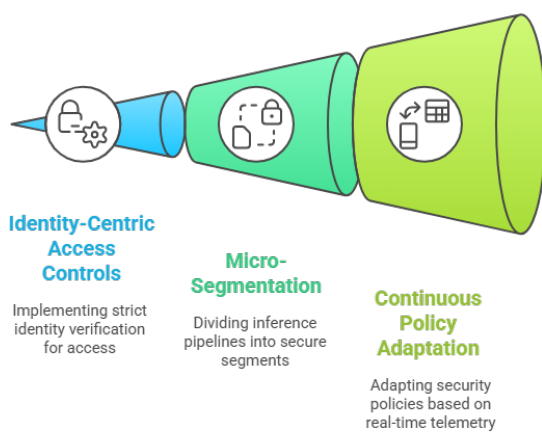 Identity-Centric
Access
Controls
Implementing strict
identity verification
for access
Micro-
Segmentation
Dividing inference
pipelines into secure
segments
Continuous
Policy
Adaptation
Adapting security
policies based on
real-time telemetry